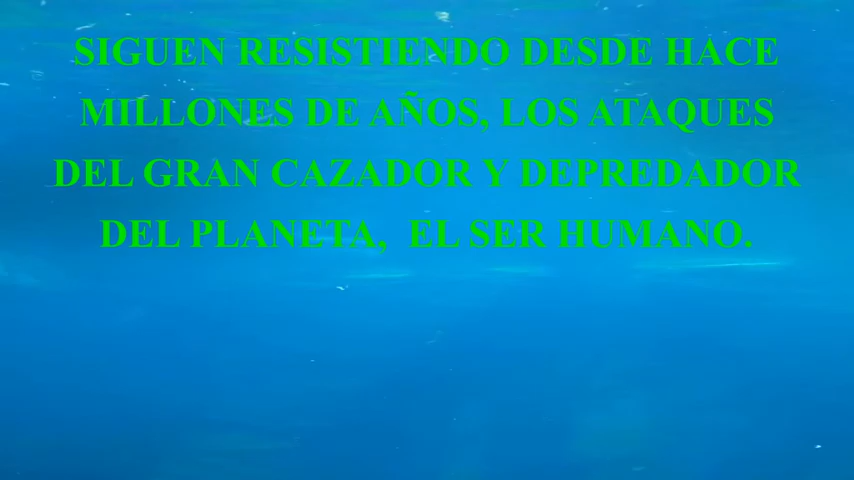 SIGUEN RESISTIENDO DESDE HACE
MILLONES DE AÑOS, LOS ATAQUES
DEL GRAN CAZADOR Y DEPREDADOR
DEL PLANETA,  EL SER HUMANO.